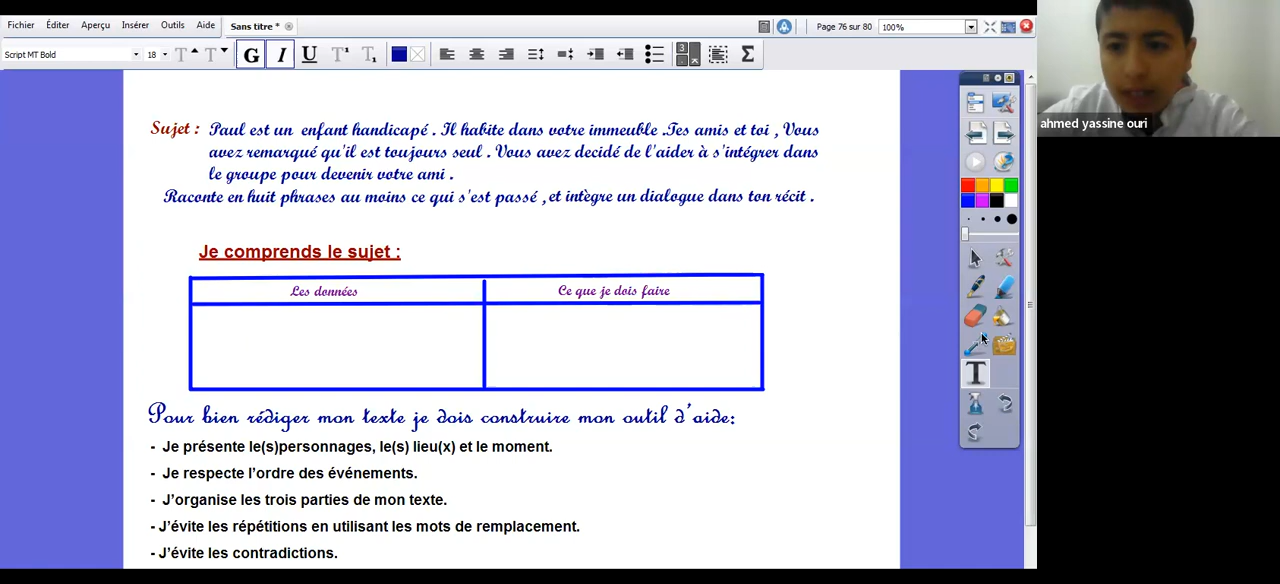 Fichier Éditer Aperçu Insérer Outils Aide Sans titre * Page 76 sur 80 100%
Script MT Bold 18 T T G I U T¹ T₁ 3 Σ
ahmed yassine ouri
Sujet : Paul est un enfant handicapé . Il habite dans votre immeuble .Tes amis et toi , Vous
avez remarqué qu'il est toujours seul . Vous avez decidé de l'aider à s'intégrer dans
le groupe pour devenir votre ami .
Raconte en huit phrases au moins ce qui s'est passé ,et intègre un dialogue dans ton récit .
Je comprends le sujet :
Les données Ce que je dois faire
Pour bien rédiger mon texte je dois construire mon outil d'aide:
- Je présente le(s)personnages, le(s) lieu(x) et le moment.
- Je respecte l'ordre des événements.
- J'organise les trois parties de mon texte.
- J'évite les répétitions en utilisant les mots de remplacement.
- J'évite les contradictions.
T